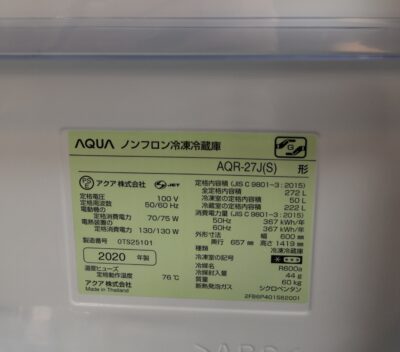 AQUA ノンフロン冷凍冷蔵庫
AQR-27J(S) 形
PS E アクア株式会社 JET
定格電圧 100 V
定格周波数 50/60 Hz
電動機の
定格消費電力 70/75 W
電熱装置の
定格消費電力 130/130 W
製造番号 0TS25101
2020 年製
温度ヒューズ
定格動作温度 76℃
アクア株式会社
Made in Thailand
定格内容積 (JIS C 9801-3:2015)
全定格内容積 272 L
冷凍室の定格内容積 50 L
冷蔵室の定格内容積 222 L
消費電力量 (JIS C 9801-3:2015)
50Hz 367 kWh/年
60Hz 367 kWh/年
外形寸法 幅 600 mm
奥行 657 mm 高さ 1419 mm
種類 冷凍冷蔵庫
冷凍室の記号
冷媒名 R600a
冷媒封入量 44 g
質量 60 kg
断熱発泡ガス シクロペンタン
2FB6P401S62001
>ABS<